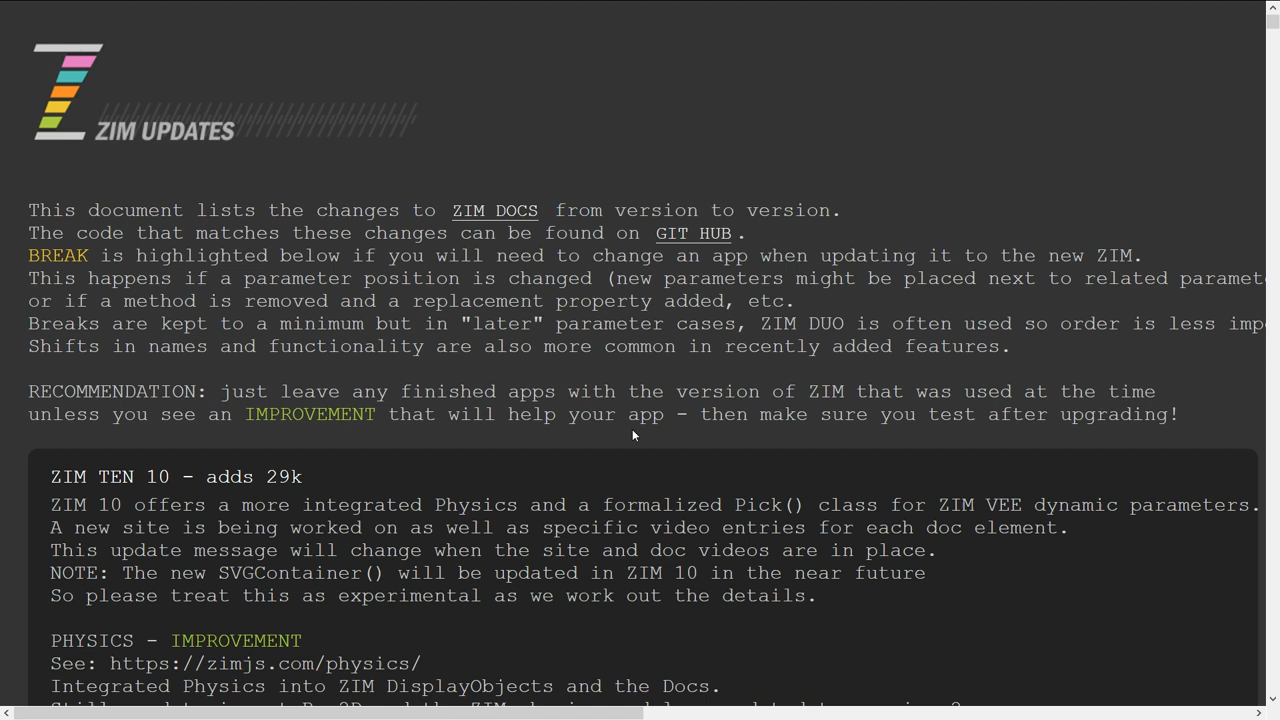 ZIM UPDATES
This document lists the changes to ZIM DOCS from version to version.
The code that matches these changes can be found on GIT HUB .
BREAK is highlighted below if you will need to change an app when updating it to the new ZIM.
This happens if a parameter position is changed (new parameters might be placed next to related paramet
or if a method is removed and a replacement property added, etc.
Breaks are kept to a minimum but in "later" parameter cases, ZIM DUO is often used so order is less imp
Shifts in names and functionality are also more common in recently added features.
RECOMMENDATION: just leave any finished apps with the version of ZIM that was used at the time
unless you see an IMPROVEMENT that will help your app - then make sure you test after upgrading!
ZIM TEN 10 - adds 29k
ZIM 10 offers a more integrated Physics and a formalized Pick() class for ZIM VEE dynamic parameters.
A new site is being worked on as well as specific video entries for each doc element.
This update message will change when the site and doc videos are in place.
NOTE: The new SVGContainer() will be updated in ZIM 10 in the near future
So please treat this as experimental as we work out the details.
PHYSICS - IMPROVEMENT
See: https://zimjs.com/physics/
Integrated Physics into ZIM DisplayObjects and the Docs.